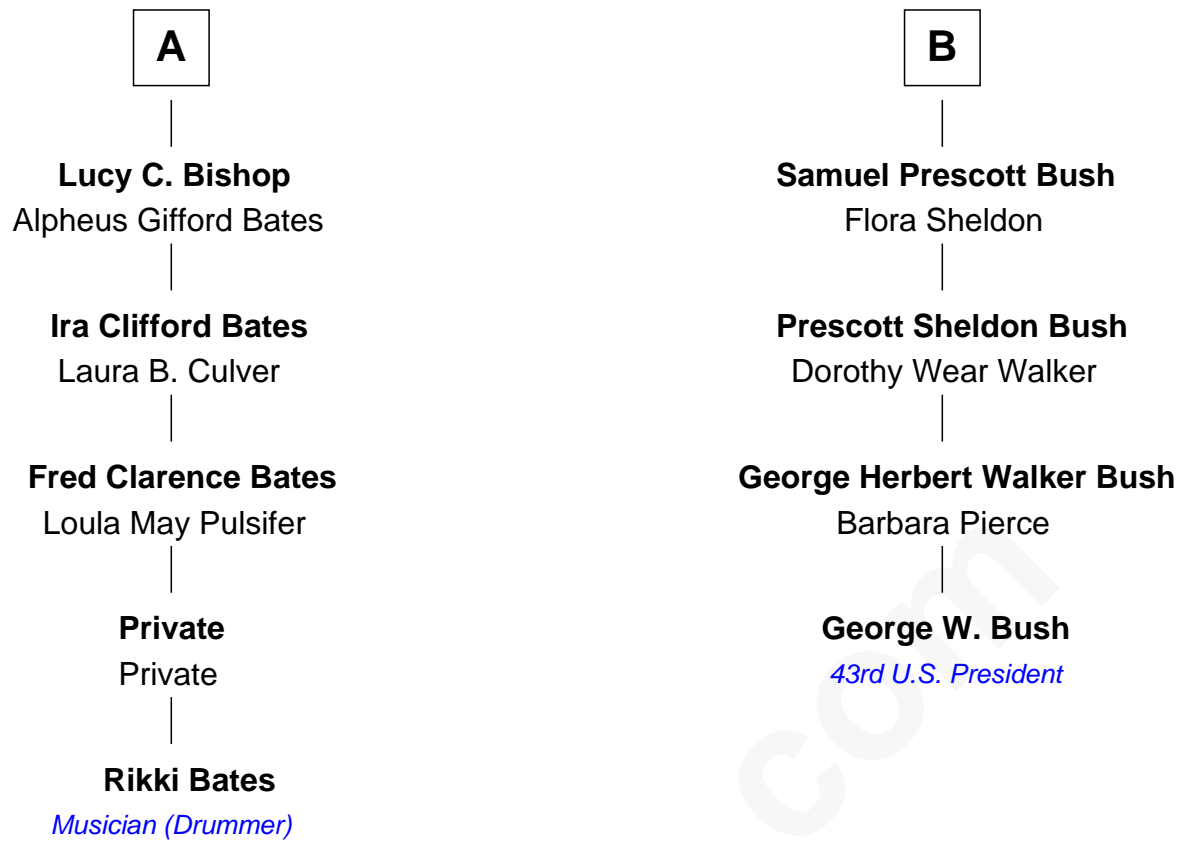 A
Lucy C. Bishop
Alpheus Gifford Bates
Ira Clifford Bates
Laura B. Culver
Fred Clarence Bates
Loula May Pulsifer
Private
Private
Rikki Bates
Musician (Drummer)
B
Samuel Prescott Bush
Flora Sheldon
Prescott Sheldon Bush
Dorothy Wear Walker
George Herbert Walker Bush
Barbara Pierce
George W. Bush
43rd U.S. President
com